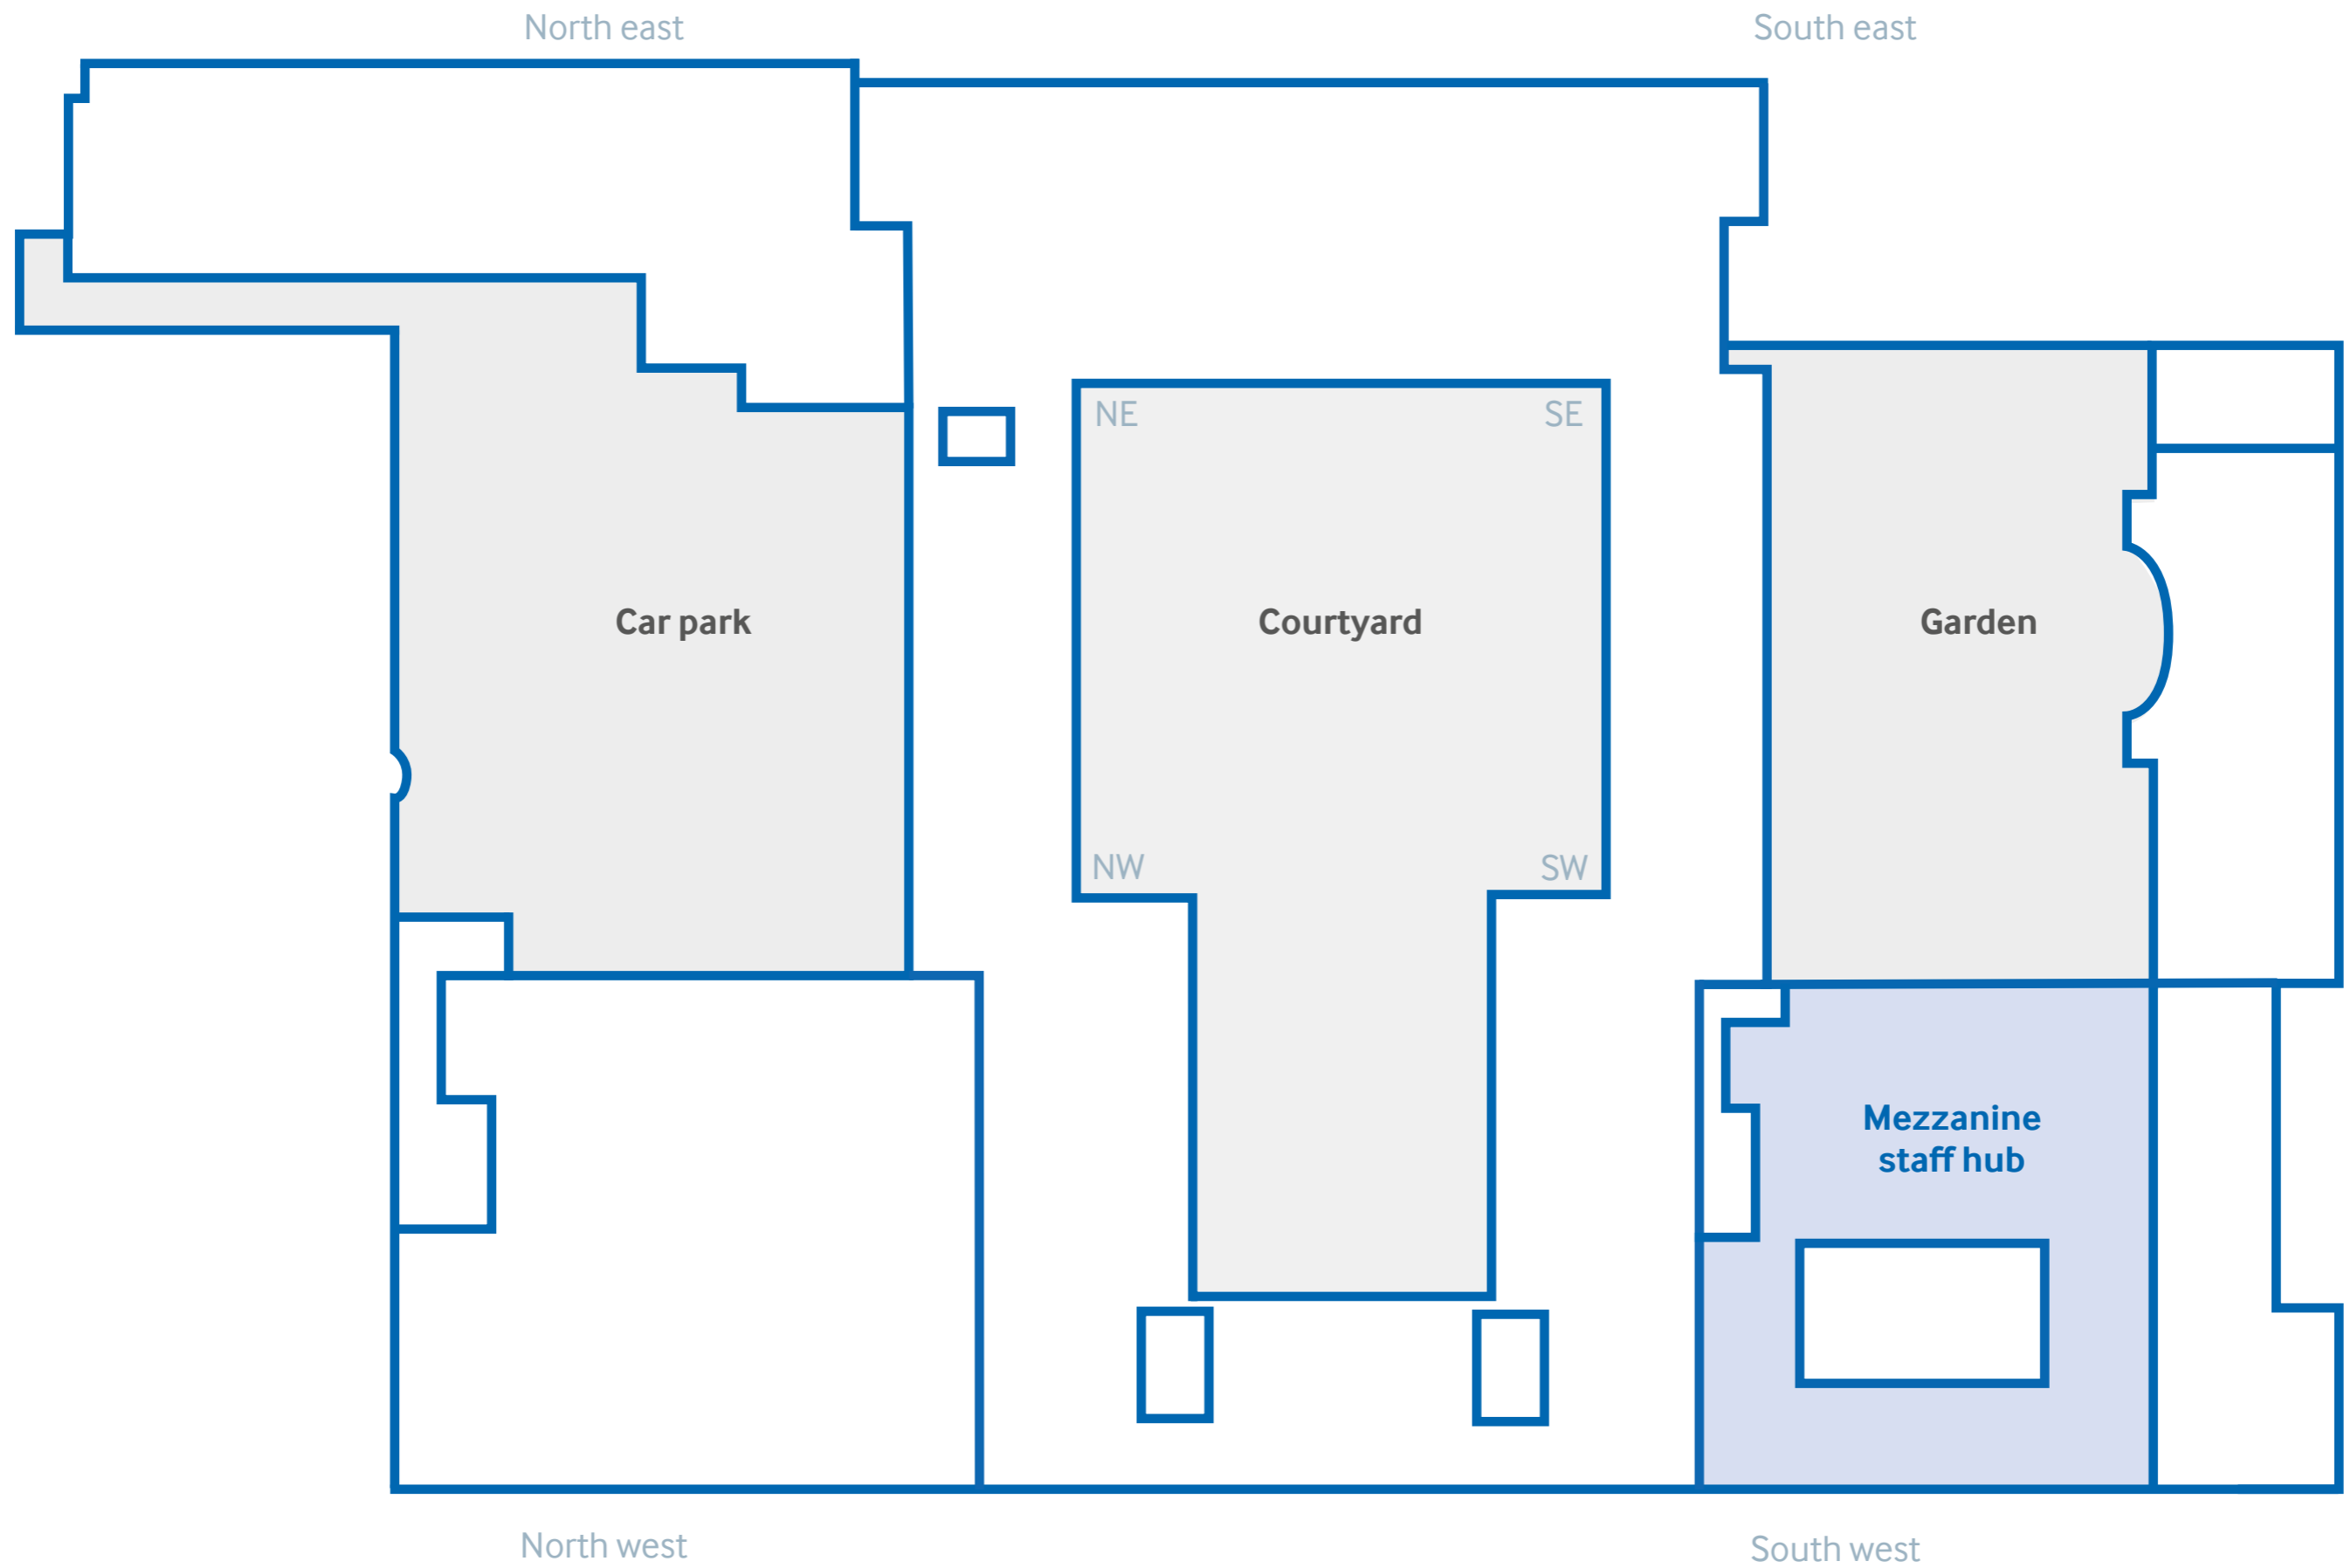 North east
South east
NE
SE
Car park
Courtyard
Garden
NW
SW
Mezzanine
staff hub
North west
South west